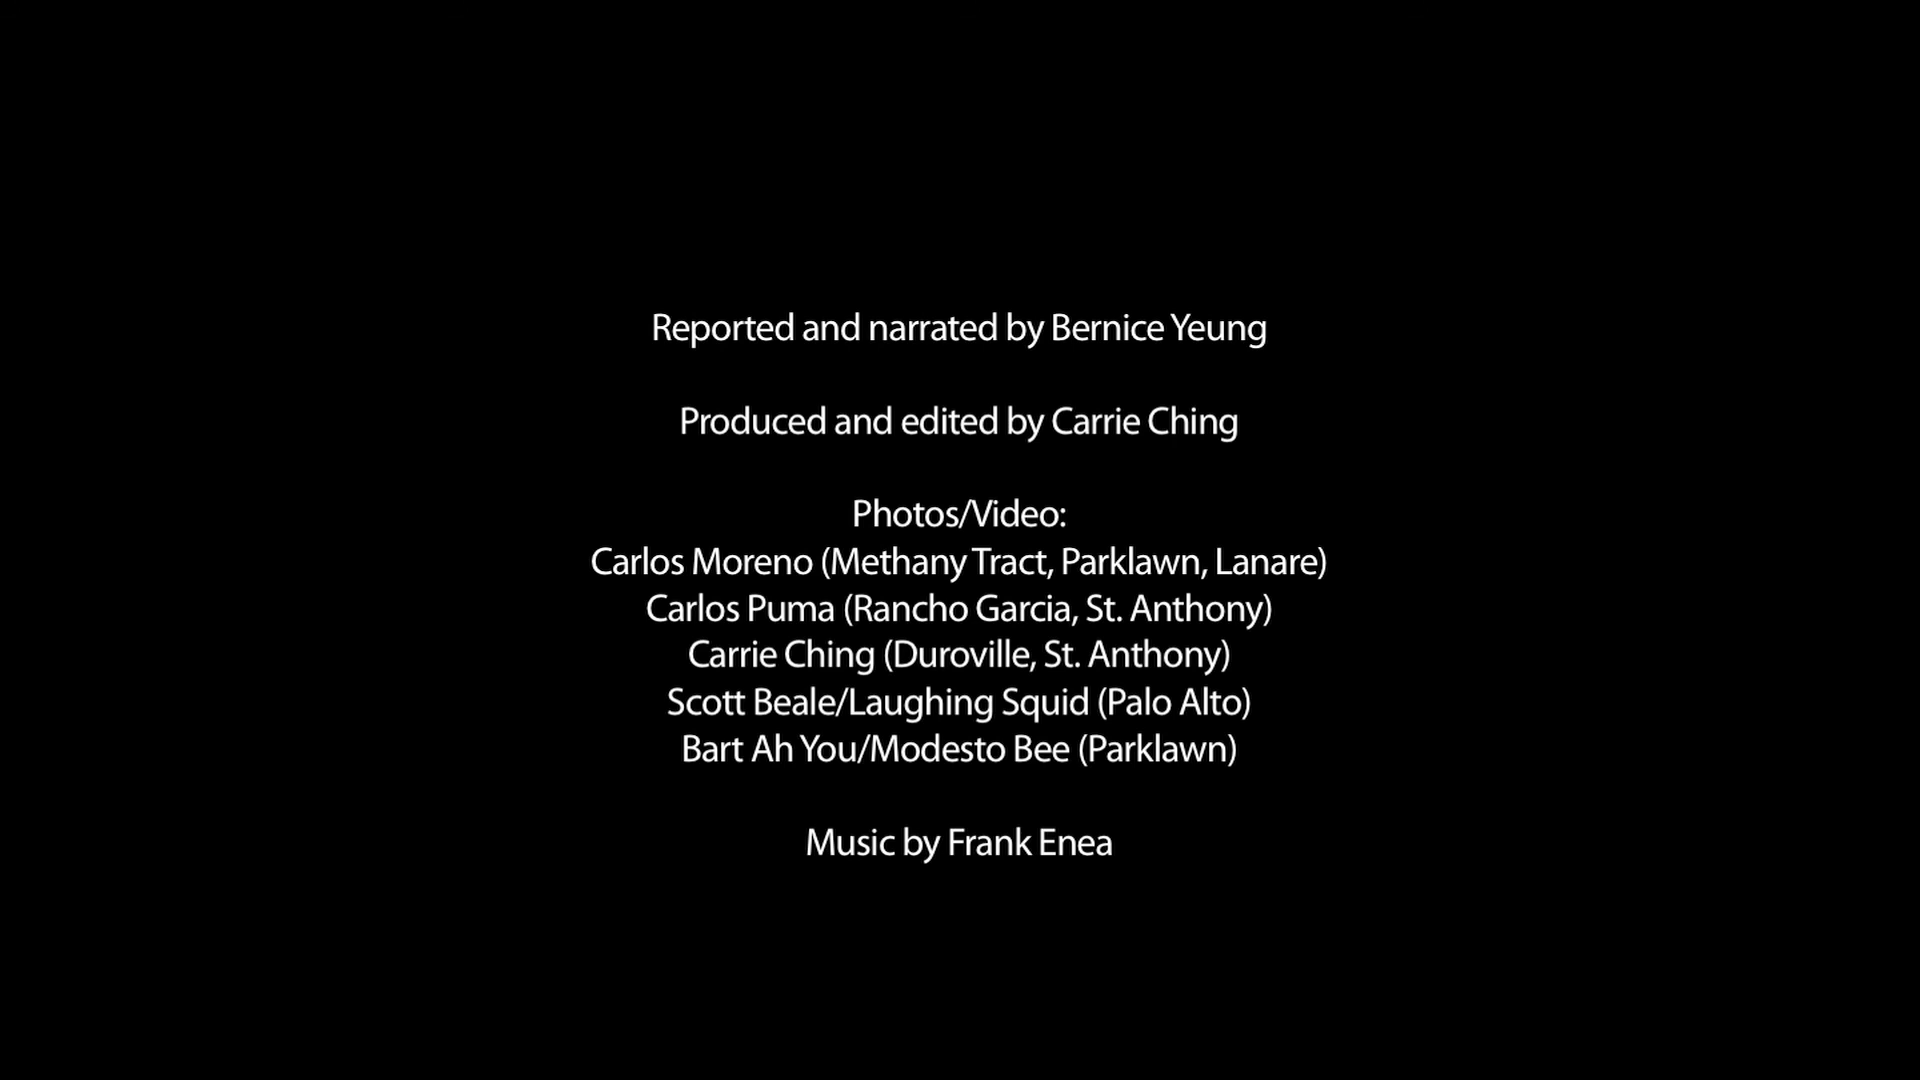 Reported and narrated by Bernice Yeung
Produced and edited by Carrie Ching
Photos/Video:
Carlos Moreno (Methany Tract, Parklawn, Lanare)
Carlos Puma (Rancho Garcia, St. Anthony)
Carrie Ching (Duroville, St. Anthony)
Scott Beale/Laughing Squid (Palo Alto)
Bart Ah You/Modesto Bee (Parklawn)
Music by Frank Enea